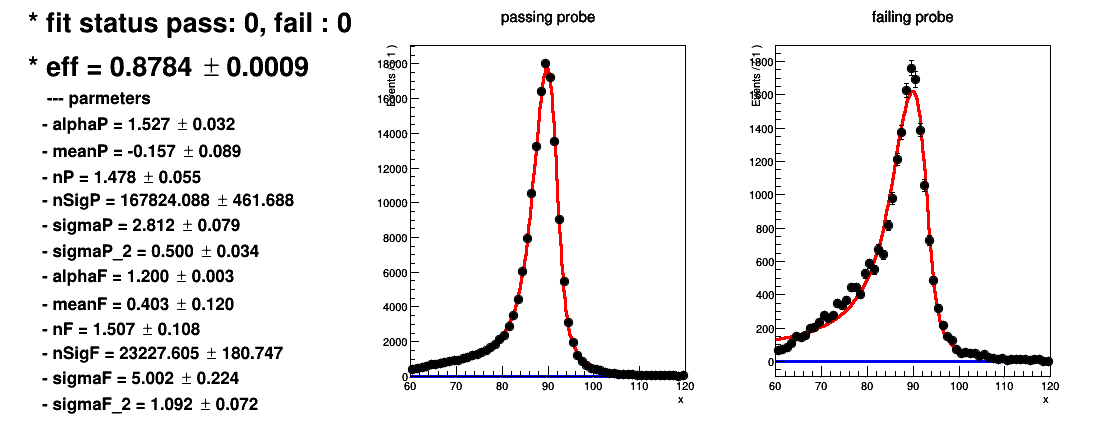 * fit status pass: 0, fail : 0
* eff = 0.8784 ± 0.0009
--- parmeters
- alphaP = 1.527 ± 0.032
- meanP = -0.157 ± 0.089
- nP = 1.478 ± 0.055
- nSigP = 167824.088 ± 461.688
- sigmaP = 2.812 ± 0.079
- sigmaP_2 = 0.500 ± 0.034
- alphaF = 1.200 ± 0.003
- meanF = 0.403 ± 0.120
- nF = 1.507 ± 0.108
- nSigF = 23227.605 ± 180.747
- sigmaF = 5.002 ± 0.224
- sigmaF_2 = 1.092 ± 0.072
passing probe
Events / ( 1 )
18000
16000
14000
12000
10000
8000
6000
4000
2000
0
60 70 80 90 100 110 120
x
failing probe
Events / ( 1 )
1800
1600
1400
1200
1000
800
600
400
200
0
60 70 80 90 100 110 120
x